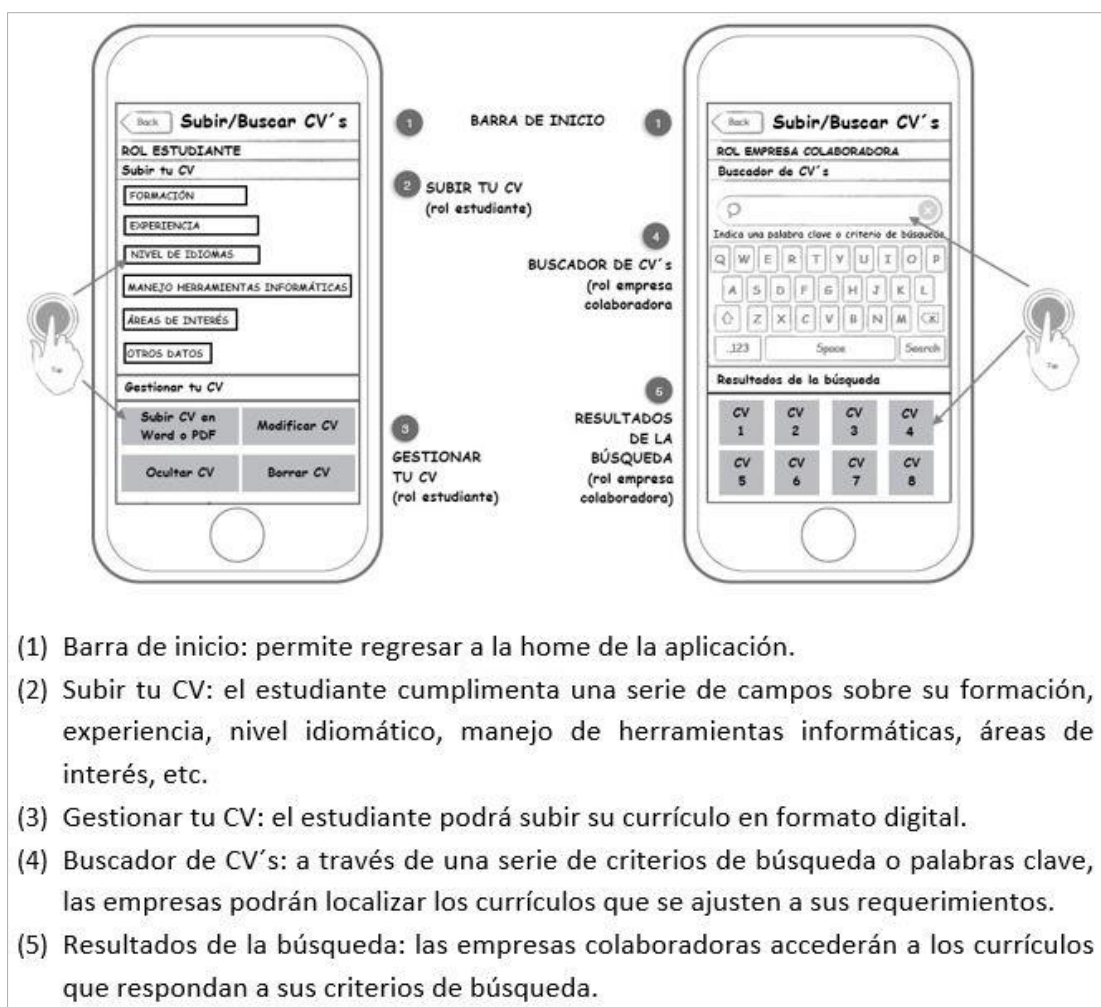 Back
Subir/Buscar CV´s
ROL ESTUDIANTE
Subir tu CV
FORMACIÓN
EXPERIENCIA
NIVEL DE IDIOMAS
MANEJO HERRAMIENTAS INFORMÁTICAS
ÁREAS DE INTERÉS
OTROS DATOS
Gestionar tu CV
Subir CV en
Word o PDF
Modificar CV
Ocultar CV
Borrar CV
Tap
1
BARRA DE INICIO
1
2
SUBIR TU CV
(rol estudiante)
4
BUSCADOR DE CV´s
(rol empresa
colaboradora
3
GESTIONAR
TU CV
(rol estudiante)
5
RESULTADOS
DE LA
BÚSQUEDA
(rol empresa
colaboradora)
Back
Subir/Buscar CV´s
ROL EMPRESA COLABORADORA
Buscador de CV´s
Indica una palabra clave o criterio de búsqueda
Q W E R T Y U I O P
A S D F G H J K L
Z X C V B N M
.,123 Space Search
Resultados de la búsqueda
CV CV CV CV
1 2 3 4
CV CV CV CV
5 6 7 8
Tap
(1) Barra de inicio: permite regresar a la home de la aplicación.
(2) Subir tu CV: el estudiante cumplimenta una serie de campos sobre su formación,
experiencia, nivel idiomático, manejo de herramientas informáticas, áreas de
interés, etc.
(3) Gestionar tu CV: el estudiante podrá subir su currículo en formato digital.
(4) Buscador de CV´s: a través de una serie de criterios de búsqueda o palabras clave,
las empresas podrán localizar los currículos que se ajusten a sus requerimientos.
(5) Resultados de la búsqueda: las empresas colaboradoras accederán a los currículos
que respondan a sus criterios de búsqueda.